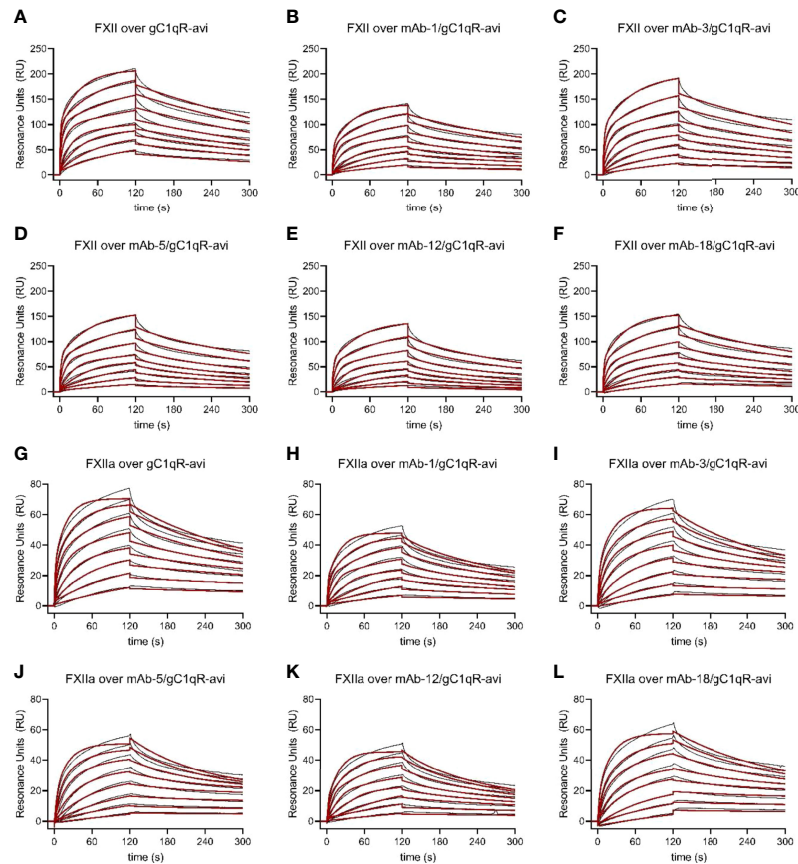 A
FXII over gC1qR-avi
Resonance Units (RU)
250
200
150
100
50
0
0 60 120 180 240 300
time (s)
B
FXII over mAb-1/gC1qR-avi
Resonance Units (RU)
250
200
150
100
50
0
0 60 120 180 240 300
time (s)
C
FXII over mAb-3/gC1qR-avi
Resonance Units (RU)
250
200
150
100
50
0
0 60 120 180 240 300
time (s)
D
FXII over mAb-5/gC1qR-avi
Resonance Units (RU)
250
200
150
100
50
0
0 60 120 180 240 300
time (s)
E
FXII over mAb-12/gC1qR-avi
Resonance Units (RU)
250
200
150
100
50
0
0 60 120 180 240 300
time (s)
F
FXII over mAb-18/gC1qR-avi
Resonance Units (RU)
250
200
150
100
50
0
0 60 120 180 240 300
time (s)
G
FXIIa over gC1qR-avi
Resonance Units (RU)
80
60
40
20
0
0 60 120 180 240 300
time (s)
H
FXIIa over mAb-1/gC1qR-avi
Resonance Units (RU)
80
60
40
20
0
0 60 120 180 240 300
time (s)
I
FXIIa over mAb-3/gC1qR-avi
Resonance Units (RU)
80
60
40
20
0
0 60 120 180 240 300
time (s)
J
FXIIa over mAb-5/gC1qR-avi
Resonance Units (RU)
80
60
40
20
0
0 60 120 180 240 300
time (s)
K
FXIIa over mAb-12/gC1qR-avi
Resonance Units (RU)
80
60
40
20
0
0 60 120 180 240 300
time (s)
L
FXIIa over mAb-18/gC1qR-avi
Resonance Units (RU)
80
60
40
20
0
0 60 120 180 240 300
time (s)